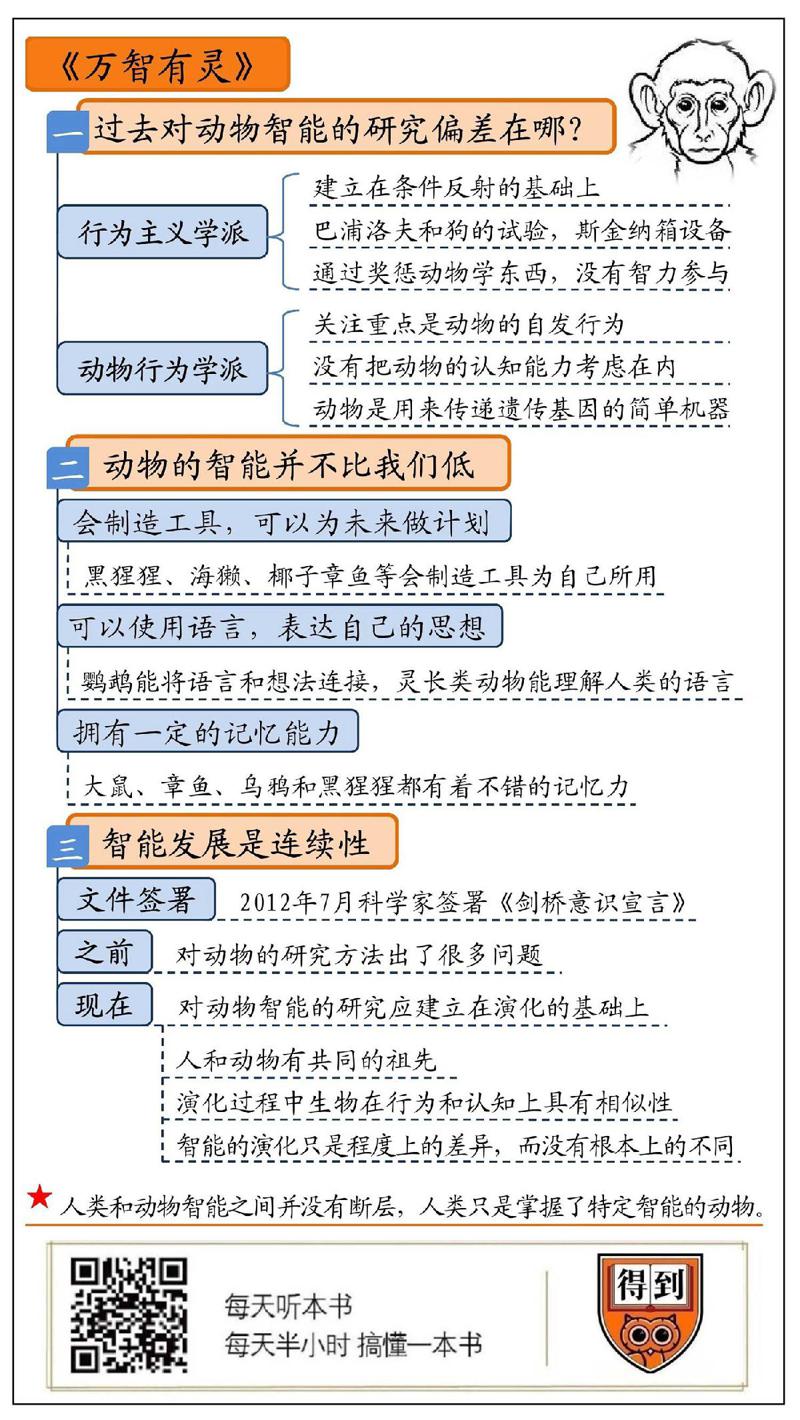 《万智有灵》
一 过去对动物智能的研究偏差在哪？
行为主义学派
建立在条件反射的基础上
巴浦洛夫和狗的试验，斯金纳箱设备
通过奖惩动物学东西，没有智力参与
动物行为学派
关注重点是动物的自发行为
没有把动物的认知能力考虑在内
动物是用来传递遗传基因的简单机器
二 动物的智能并不比我们低
会制造工具，可以为未来做计划
黑猩猩、海獭、椰子章鱼等会制造工具为自己所用
可以使用语言，表达自己的思想
鹦鹉能将语言和想法连接，灵长类动物能理解人类的语言
拥有一定的记忆能力
大鼠、章鱼、乌鸦和黑猩猩都有着不错的记忆力
三 智能发展是连续性
文件签署 2012年7月科学家签署《剑桥意识宣言》
之前 对动物的研究方法出了很多问题
现在 对动物智能的研究应建立在演化的基础上
人和动物有共同的祖先
演化过程中生物在行为和认知上具有相似性
智能的演化只是程度上的差异，而没有根本上的不同
★ 人类和动物智能之间并没有断层，人类只是掌握了特定智能的动物。
每天听本书
每天半小时 搞懂一本书
得到